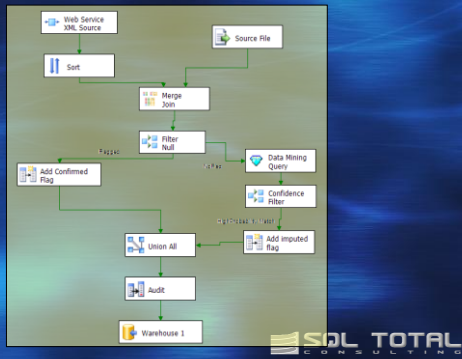 Web Service
XML Source
Source File
Sort
Merge
Join
Filter
Null
Data Mining
Query
Add Confirmed
Flag
Confidence
Filter
Add imputed
flag
Union All
Audit
Warehouse 1
SQL TOTAL
CONSULTING